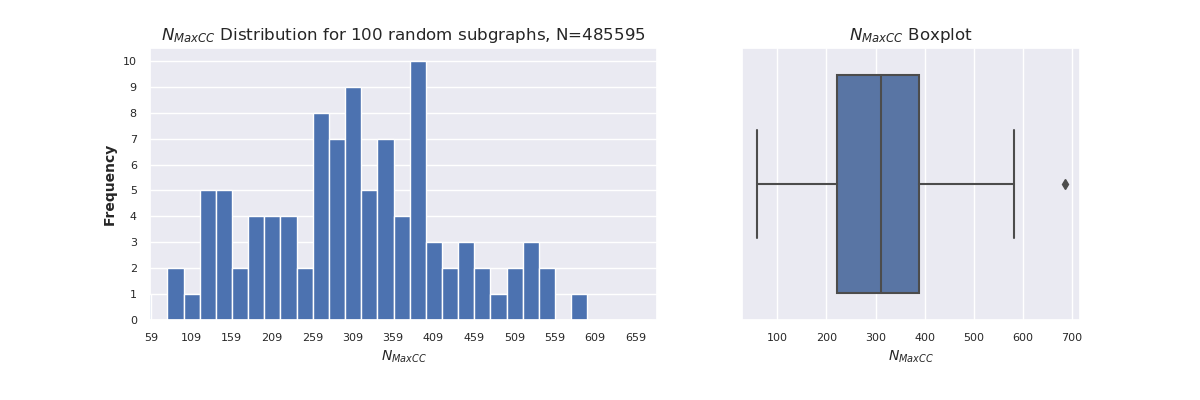 N_MaxCC Distribution for 100 random subgraphs, N=485595
Frequency
10
9
8
7
6
5
4
3
2
1
0
59 109 159 209 259 309 359 409 459 509 559 609 659
N_MaxCC
N_MaxCC Boxplot
100 200 300 400 500 600 700
N_MaxCC